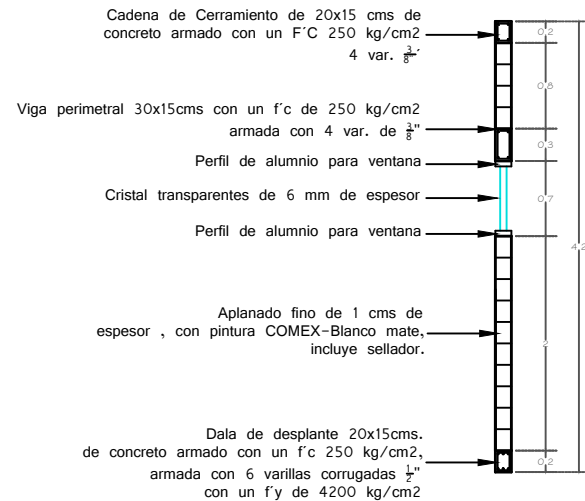 Cadena de Cerramiento de 20x15 cms de
concreto armado con un F´C 250 kg/cm2
4 var. 3/8"
0.2
0.8
Viga perimetral 30x15cms con un f´c de 250 kg/cm2
armada con 4 var. de 3/8"
0.3
Perfil de alumnio para ventana
Cristal transparentes de 6 mm de espesor
0.7
Perfil de alumnio para ventana
4.2
Aplanado fino de 1 cms de
espesor , con pintura COMEX-Blanco mate,
incluye sellador.
2
Dala de desplante 20x15cms.
de concreto armado con un f´c 250 kg/cm2,
armada con 6 varillas corrugadas 1/2"
con un f´y de 4200 kg/cm2
0.2